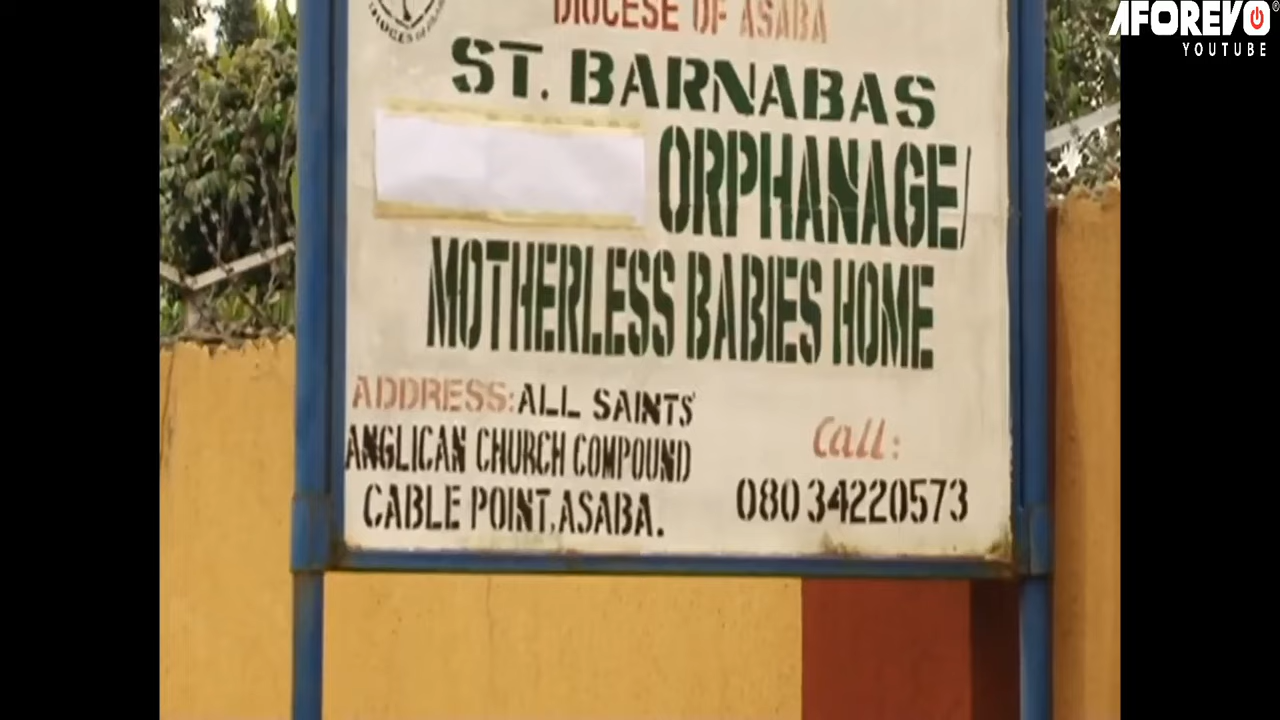 AFOREVO
YOUTUBE
DIOCESE OF ASABA
ST. BARNABAS
ORPHANAGE/
MOTHERLESS BABIES HOME
ADDRESS: ALL SAINTS'
ANGLICAN CHURCH COMPOUND
CABLE POINT, ASABA.
Call:
080 34220573